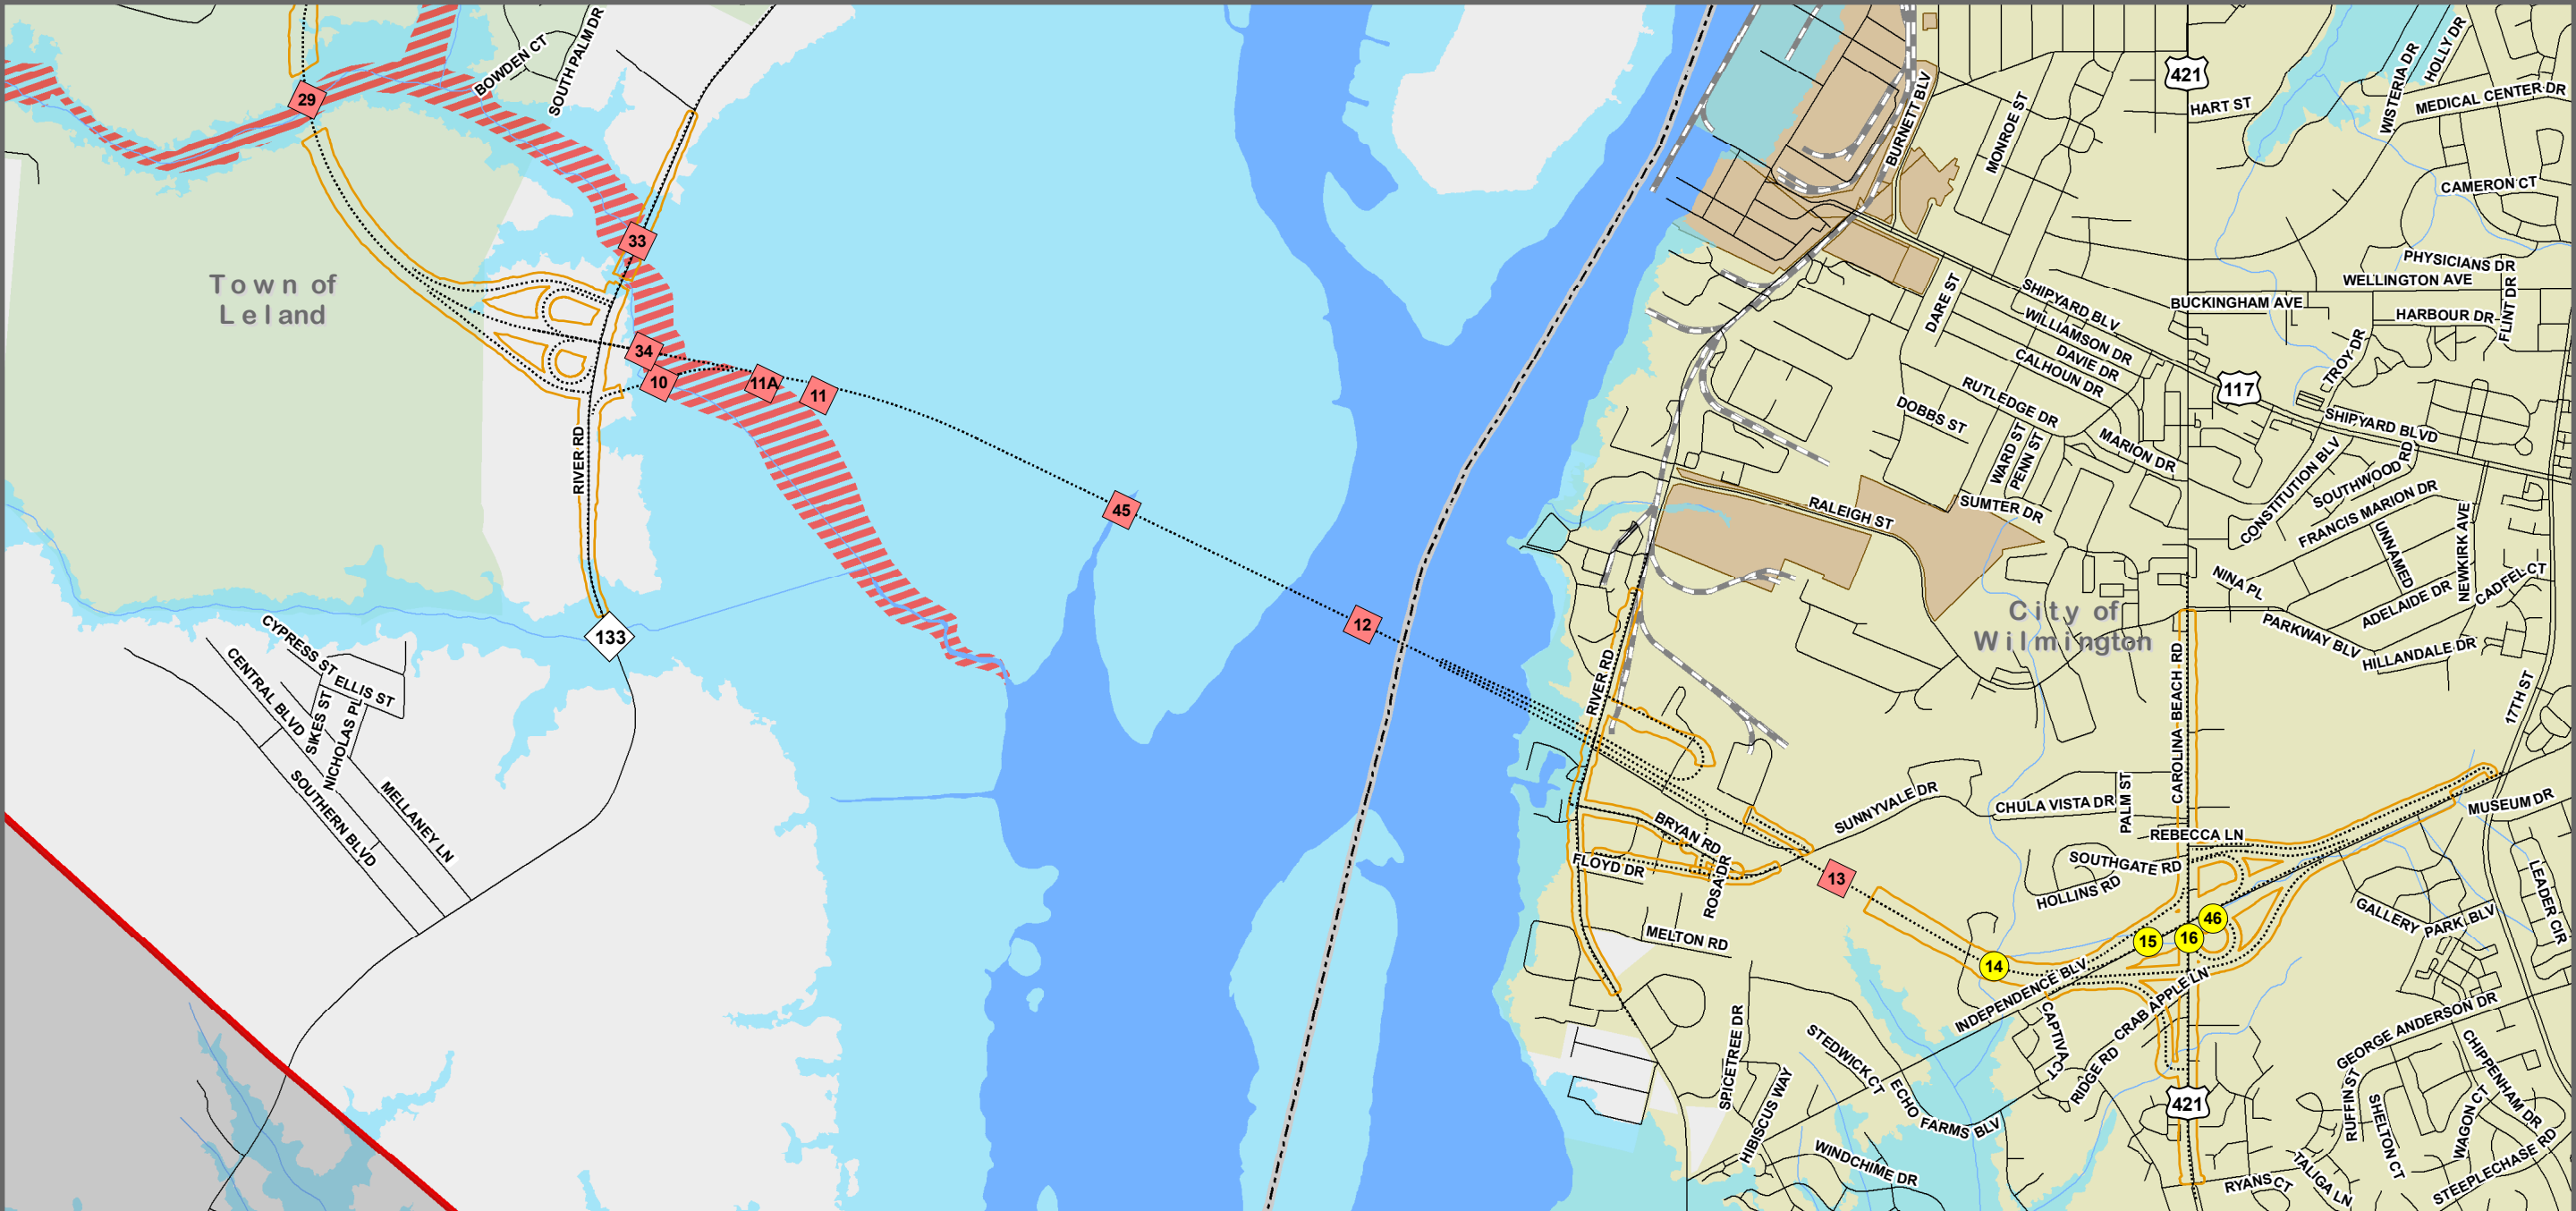 BOWDEN CT
SOUTH PALM DR
29
33
34
10
11A
11
45
12
13
14
15
16
46
Town of
Leland
RIVER RD
133
CYPRESS ST
ELLIS ST
CENTRAL BLVD
SIKES ST
NICHOLAS PL
SOUTHERN BLVD
MELLANEY LN
BURNETT BLV
MONROE ST
421
HART ST
WISTERIA DR
HOLLY DR
MEDICAL CENTER DR
CAMERON CT
PHYSICIANS DR
WELLINGTON AVE
BUCKINGHAM AVE
FLINT DR
HARBOUR DR
DARE ST
SHIPYARD BLV
WILLIAMSON DR
DAVIE DR
CALHOUN DR
TROY DR
117
RUTLEDGE DR
DOBBS ST
WARD ST
PENN ST
MARION DR
SHIPYARD BLVD
CONSTITUTION BLV
SOUTHWOOD RD
FRANCIS MARION DR
RALEIGH ST
SUMTER DR
UNNAMED
NEWKIRK AVE
NINA PL
ADELAIDE DR
CADFEL CT
City of
Wilmington
PARKWAY BLV
HILLANDALE DR
RIVER RD
CAROLINA BEACH RD
17TH ST
SUNNYVALE DR
CHULA VISTA DR
PALM ST
MUSEUM DR
BRYAN RD
REBECCA LN
FLOYD DR
ROSA DR
SOUTHGATE RD
HOLLINS RD
LEADER CIR
GALLERY PARK BLV
MELTON RD
INDEPENDENCE BLV
CRAB APPLE LN
CAPTIVA CT
RIDGE RD
GEORGE ANDERSON DR
CHIPPENHAM DR
SPICETREE DR
STEDWICK CT
HIBISCUS WAY
ECHO FARMS BLV
421
RUFFIN ST
SHELTON CT
WAGON CT
WINDCHIME DR
RYANS CT
TALIGA LN
STEEPLECHASE RD